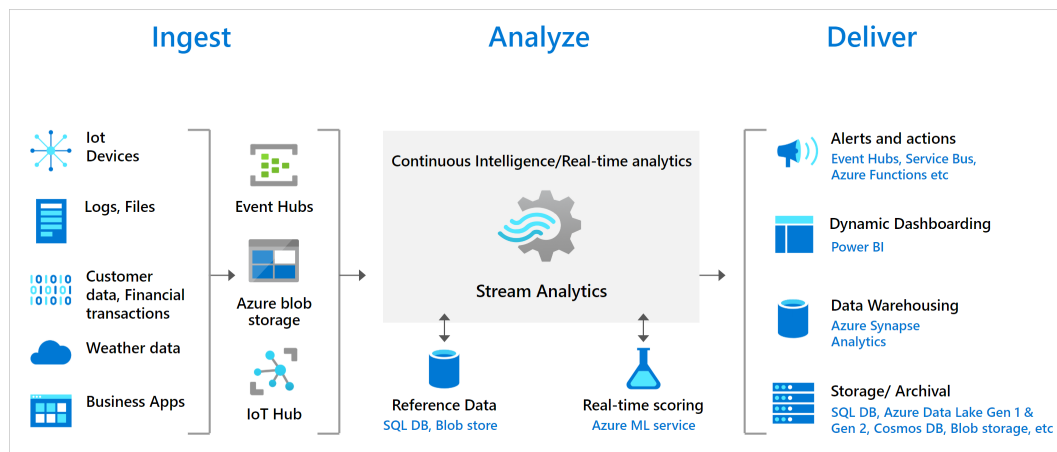 Ingest
Analyze
Deliver
Iot
Devices
Logs, Files
Customer
data, Financial
transactions
Weather data
Business Apps
Event Hubs
Azure blob
storage
IoT Hub
Continuous Intelligence/Real-time analytics
Stream Analytics
Reference Data
SQL DB, Blob store
Real-time scoring
Azure ML service
Alerts and actions
Event Hubs, Service Bus,
Azure Functions etc
Dynamic Dashboarding
Power BI
Data Warehousing
Azure Synapse
Analytics
Storage/ Archival
SQL DB, Azure Data Lake Gen 1 &
Gen 2, Cosmos DB, Blob storage, etc